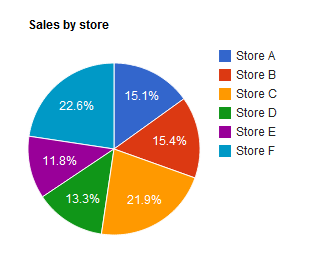 Sales by store
Store A
Store B
Store C
Store D
Store E
Store F
15.1%
15.4%
21.9%
13.3%
11.8%
22.6%